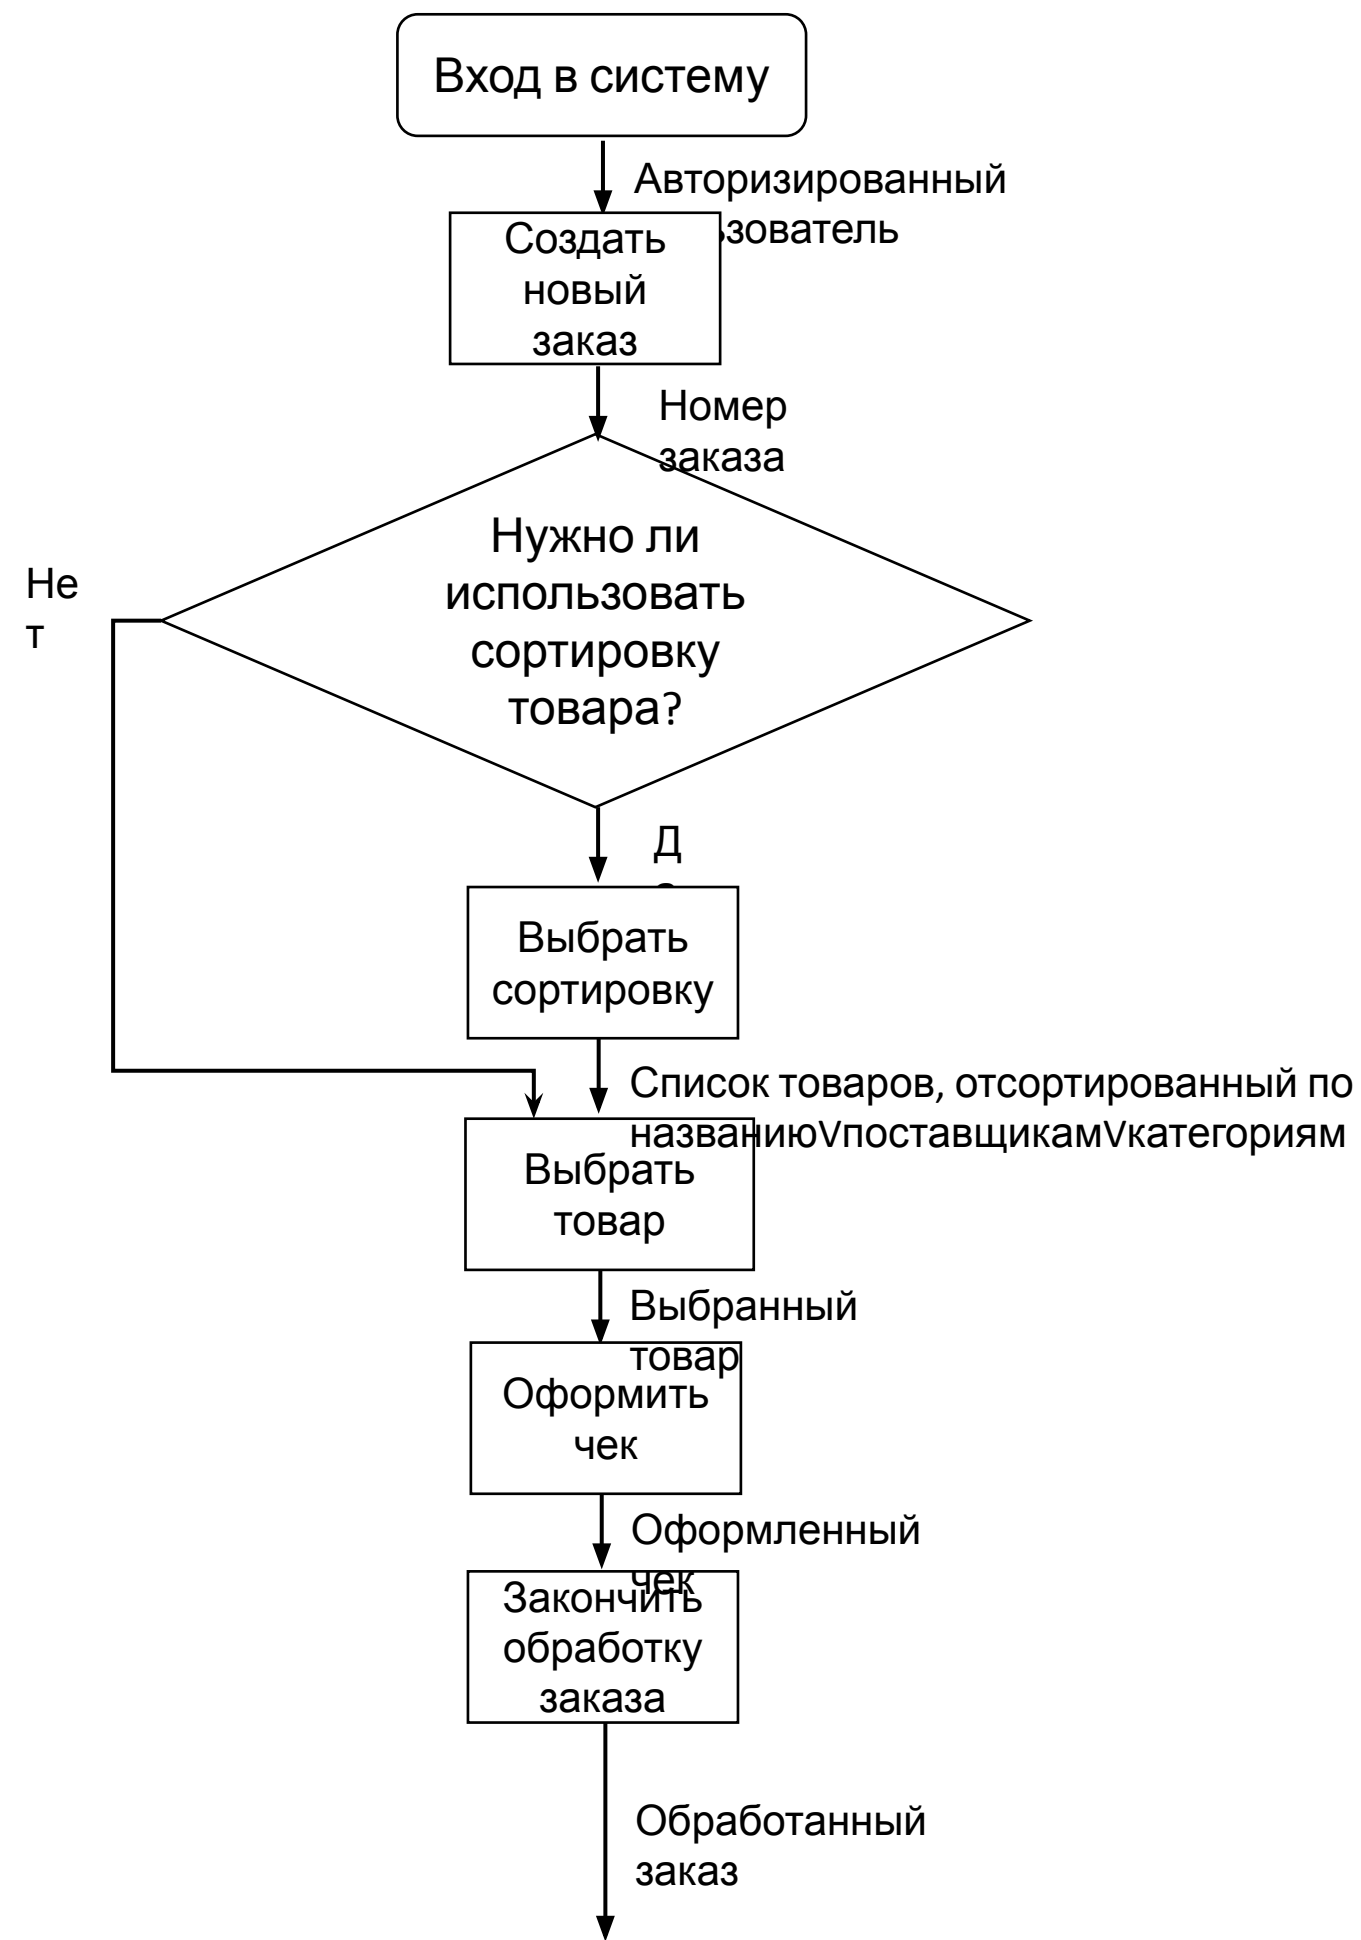 Вход в систему
Авторизированный
ьзователь
Создать
новый
заказ
Номер
заказа
Нужно ли
использовать
сортировку
товара?
Не
т
Д
Выбрать
сортировку
Список товаров, отсортированный по
названиюVпоставщикамVкатегориям
Выбрать
товар
Выбранный
товар
Оформить
чек
Оформленный
чек
Закончить
обработку
заказа
Обработанный
заказ